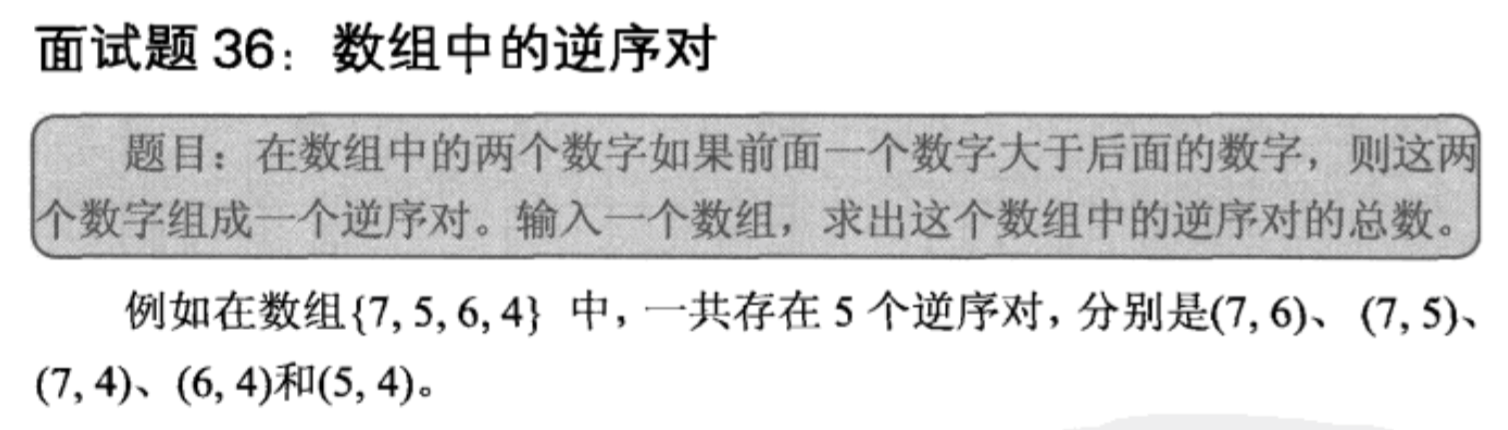 面试题 36：数组中的逆序对
题目：在数组中的两个数字如果前面一个数字大于后面的数字，则这两
个数字组成一个逆序对。输入一个数组，求出这个数组中的逆序对的总数。
例如在数组{7, 5, 6, 4} 中，一共存在 5 个逆序对，分别是(7, 6)、 (7, 5)、
(7, 4)、(6, 4)和(5, 4)。